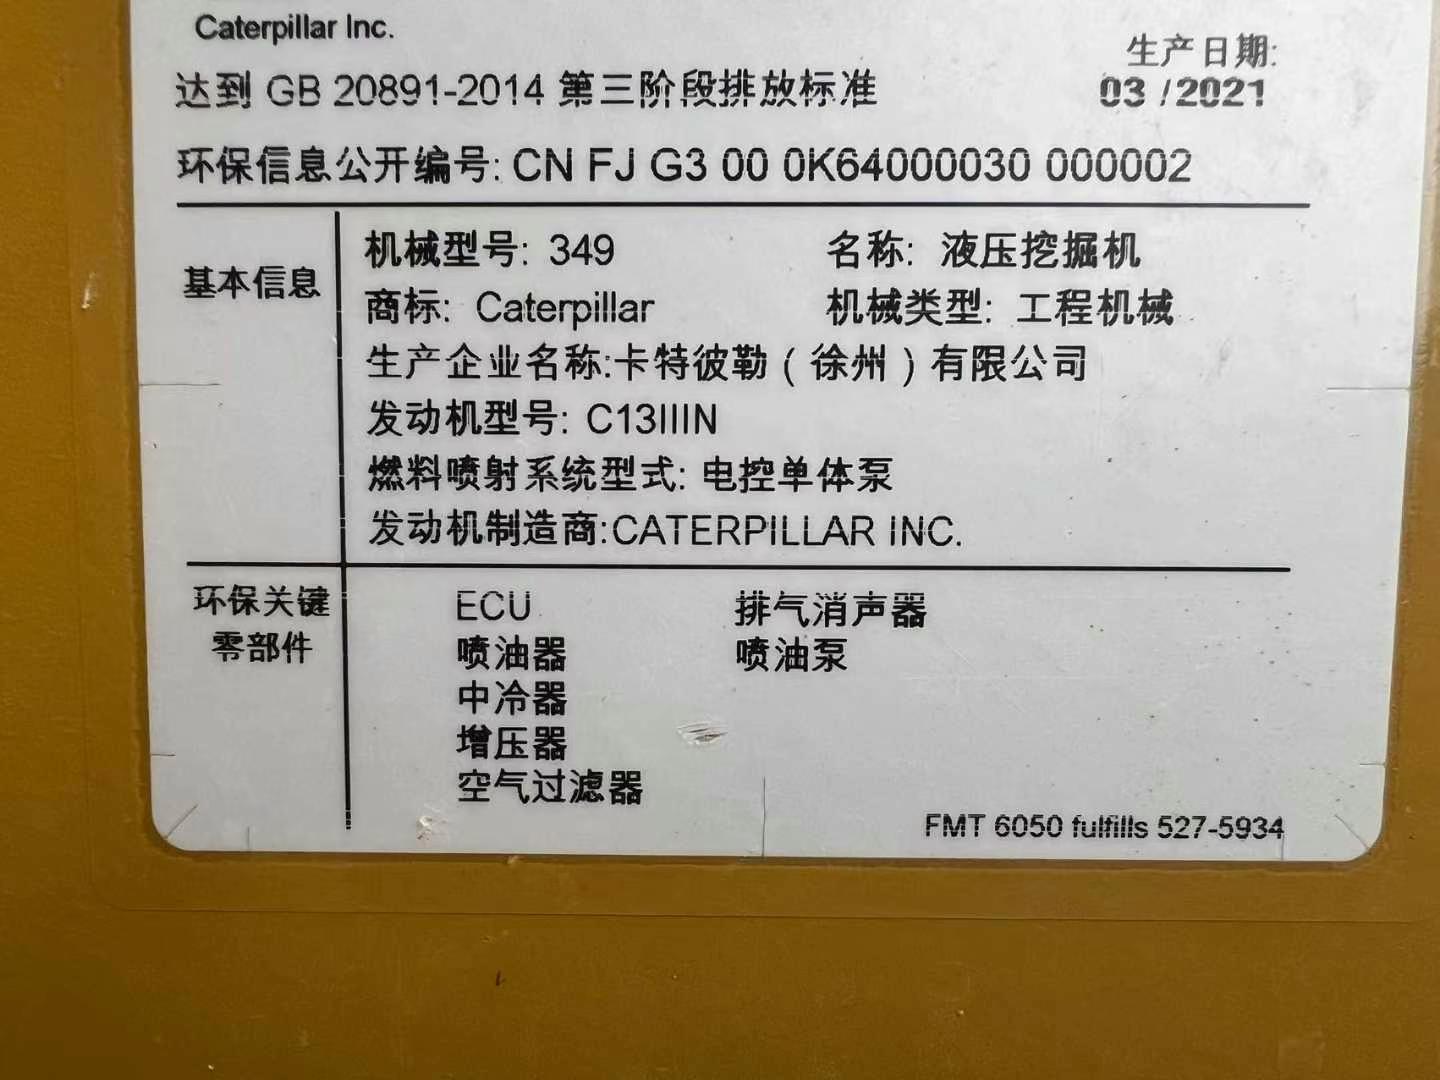 Caterpillar Inc.
生产日期:
达到 GB 20891-2014 第三阶段排放标准
03 /2021
环保信息公开编号: CN FJ G3 00 0K64000030 000002
基本信息
机械型号: 349 名称: 液压挖掘机
商标: Caterpillar 机械类型: 工程机械
生产企业名称:卡特彼勒（徐州）有限公司
发动机型号: C13IIIN
燃料喷射系统型式: 电控单体泵
发动机制造商:CATERPILLAR INC.
环保关键
零部件
ECU 排气消声器
喷油器 喷油泵
中冷器
增压器
空气过滤器
FMT 6050 fulfills 527-5934